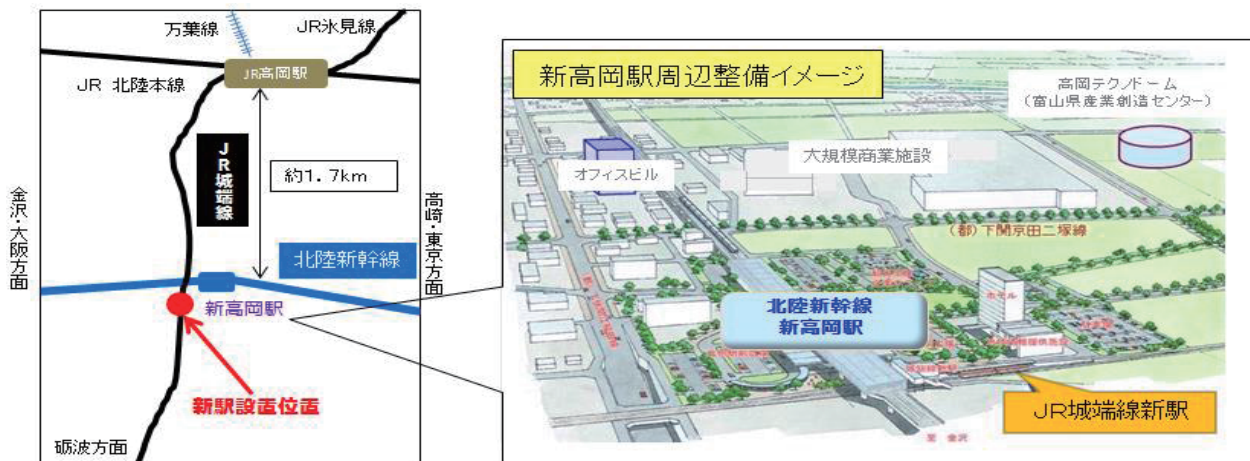 万葉線
JR氷見線
JR高岡駅
JR 北陸本線
JR城端線
約1.7km
金沢・大阪方面
高崎・東京方面
北陸新幹線
新高岡駅
新駅設置位置
砺波方面
新高岡駅周辺整備イメージ
高岡テクノドーム
(富山県産業創造センター)
大規模商業施設
オフィスビル
(都)下関京田二塚線
ホテル
北陸新幹線
新高岡駅
JR城端線新駅
至 金沢